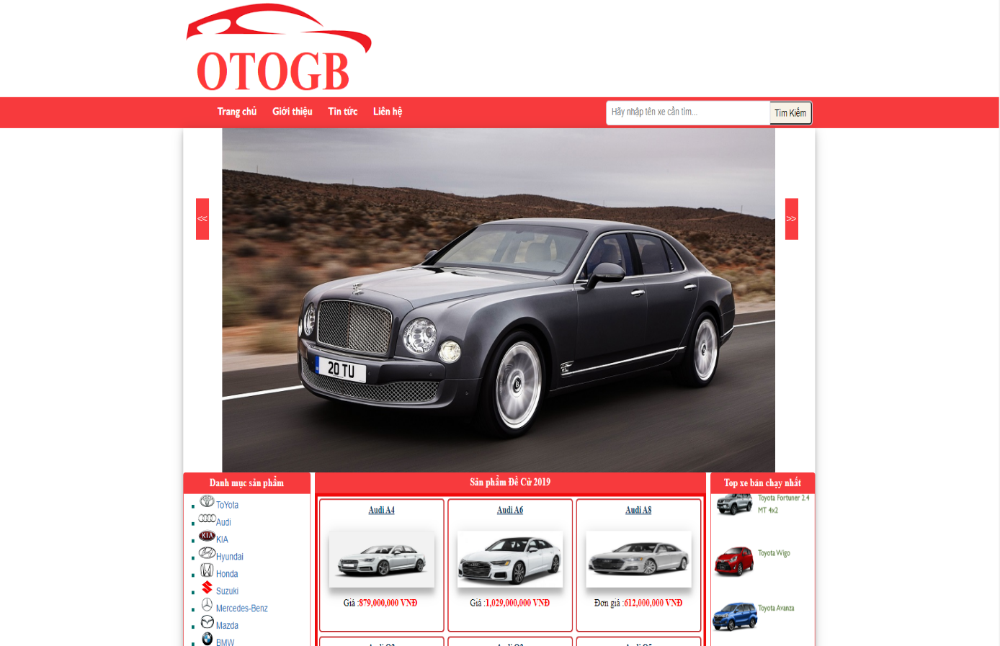 OTOGB
Trang chủ Giới thiệu Tin tức Liên hệ
Hãy nhập tên xe cần tìm... Tìm Kiếm
<< >>
20 TU
Danh mục sản phẩm
ToYota
Audi
KIA KIA
Hyundai
Honda
Suzuki
Mercedes-Benz
Mazda
BMW
Sản phẩm Đề Cử 2019
Audi A4
Giá :879,000,000 VNĐ
Audi A6
Giá :1,029,000,000 VNĐ
Audi A8
Đơn giá :612,000,000 VNĐ
Top xe bán chạy nhất
Toyota Fortuner 2.4
MT 4x2
Toyota Wigo
Toyota Avanza